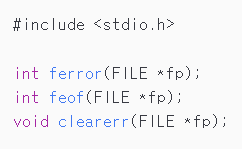 #include <stdio.h>
int ferror(FILE *fp);
int feof(FILE *fp);
void clearerr(FILE *fp);